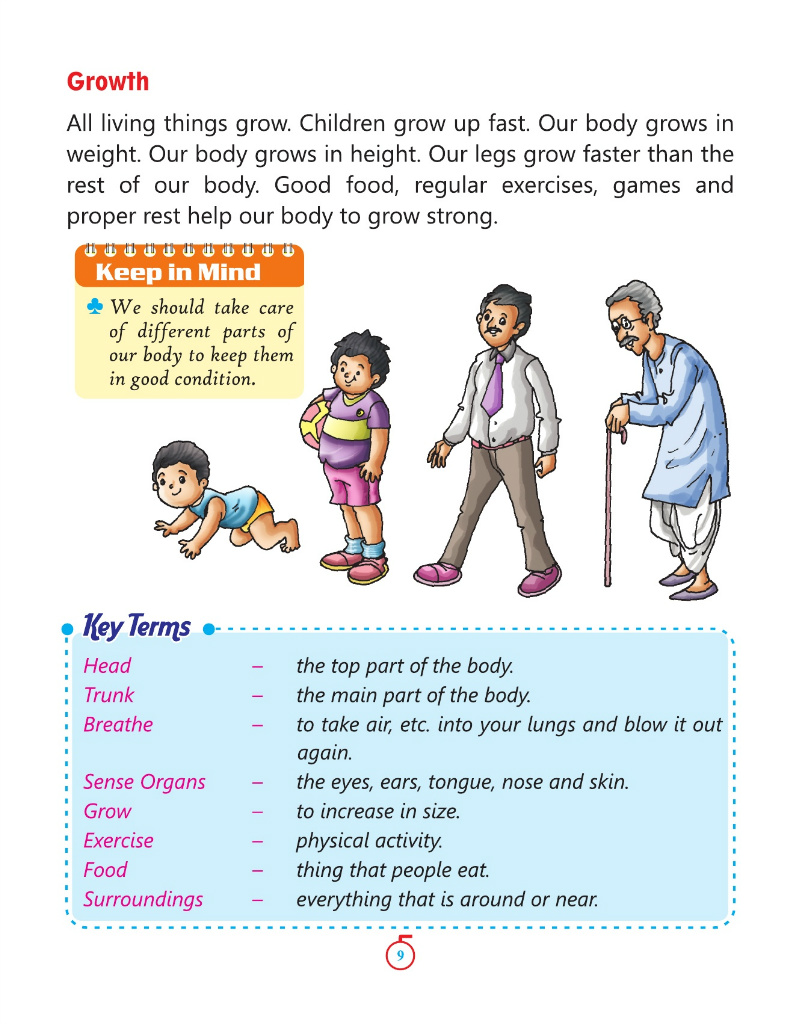 Growth
All living things grow. Children grow up fast. Our body grows in
weight. Our body grows in height. Our legs grow faster than the
rest of our body. Good food, regular exercises, games and
proper rest help our body to grow strong.
Keep in Mind
♣ We should take care
of different parts of
our body to keep them
in good condition.
Key Terms
Head – the top part of the body.
Trunk – the main part of the body.
Breathe – to take air, etc. into your lungs and blow it out
again.
Sense Organs – the eyes, ears, tongue, nose and skin.
Grow – to increase in size.
Exercise – physical activity.
Food – thing that people eat.
Surroundings – everything that is around or near.
9